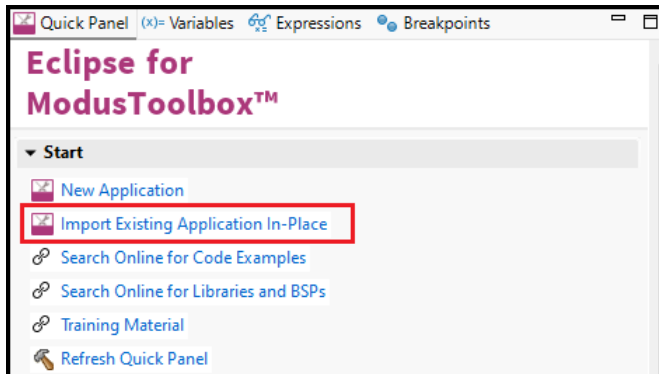 Quick Panel (x)= Variables Expressions Breakpoints
Eclipse for
ModusToolbox™
Start
New Application
Import Existing Application In-Place
Search Online for Code Examples
Search Online for Libraries and BSPs
Training Material
Refresh Quick Panel